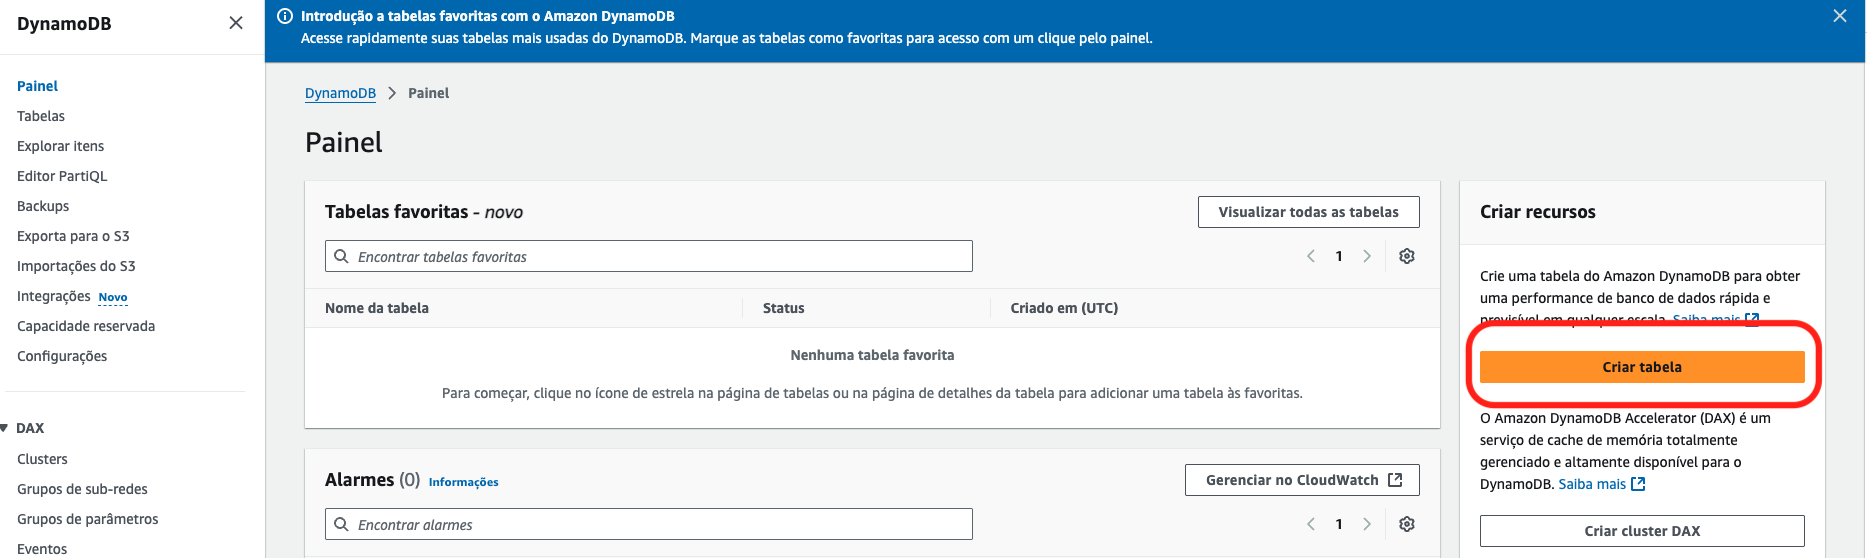 DynamoDB
Introdução a tabelas favoritas com o Amazon DynamoDB
Acesse rapidamente suas tabelas mais usadas do DynamoDB. Marque as tabelas como favoritas para acesso com um clique pelo painel.
Painel
Tabelas
Explorar itens
Editor PartiQL
Backups
Exporta para o S3
Importações do S3
Integrações Novo
Capacidade reservada
Configurações
DAX
Clusters
Grupos de sub-redes
Grupos de parâmetros
Eventos
DynamoDB > Painel
Painel
Tabelas favoritas - novo
Visualizar todas as tabelas
Encontrar tabelas favoritas
1
Nome da tabela Status Criado em (UTC)
Nenhuma tabela favorita
Para começar, clique no ícone de estrela na página de tabelas ou na página de detalhes da tabela para adicionar uma tabela às favoritas.
Alarmes (0) Informações
Gerenciar no CloudWatch
Encontrar alarmes
1
Criar recursos
Crie uma tabela do Amazon DynamoDB para obter
uma performance de banco de dados rápida e
previsível em qualquer escala. Saiba mais
Criar tabela
O Amazon DynamoDB Accelerator (DAX) é um
serviço de cache de memória totalmente
gerenciado e altamente disponível para o
DynamoDB. Saiba mais
Criar cluster DAX